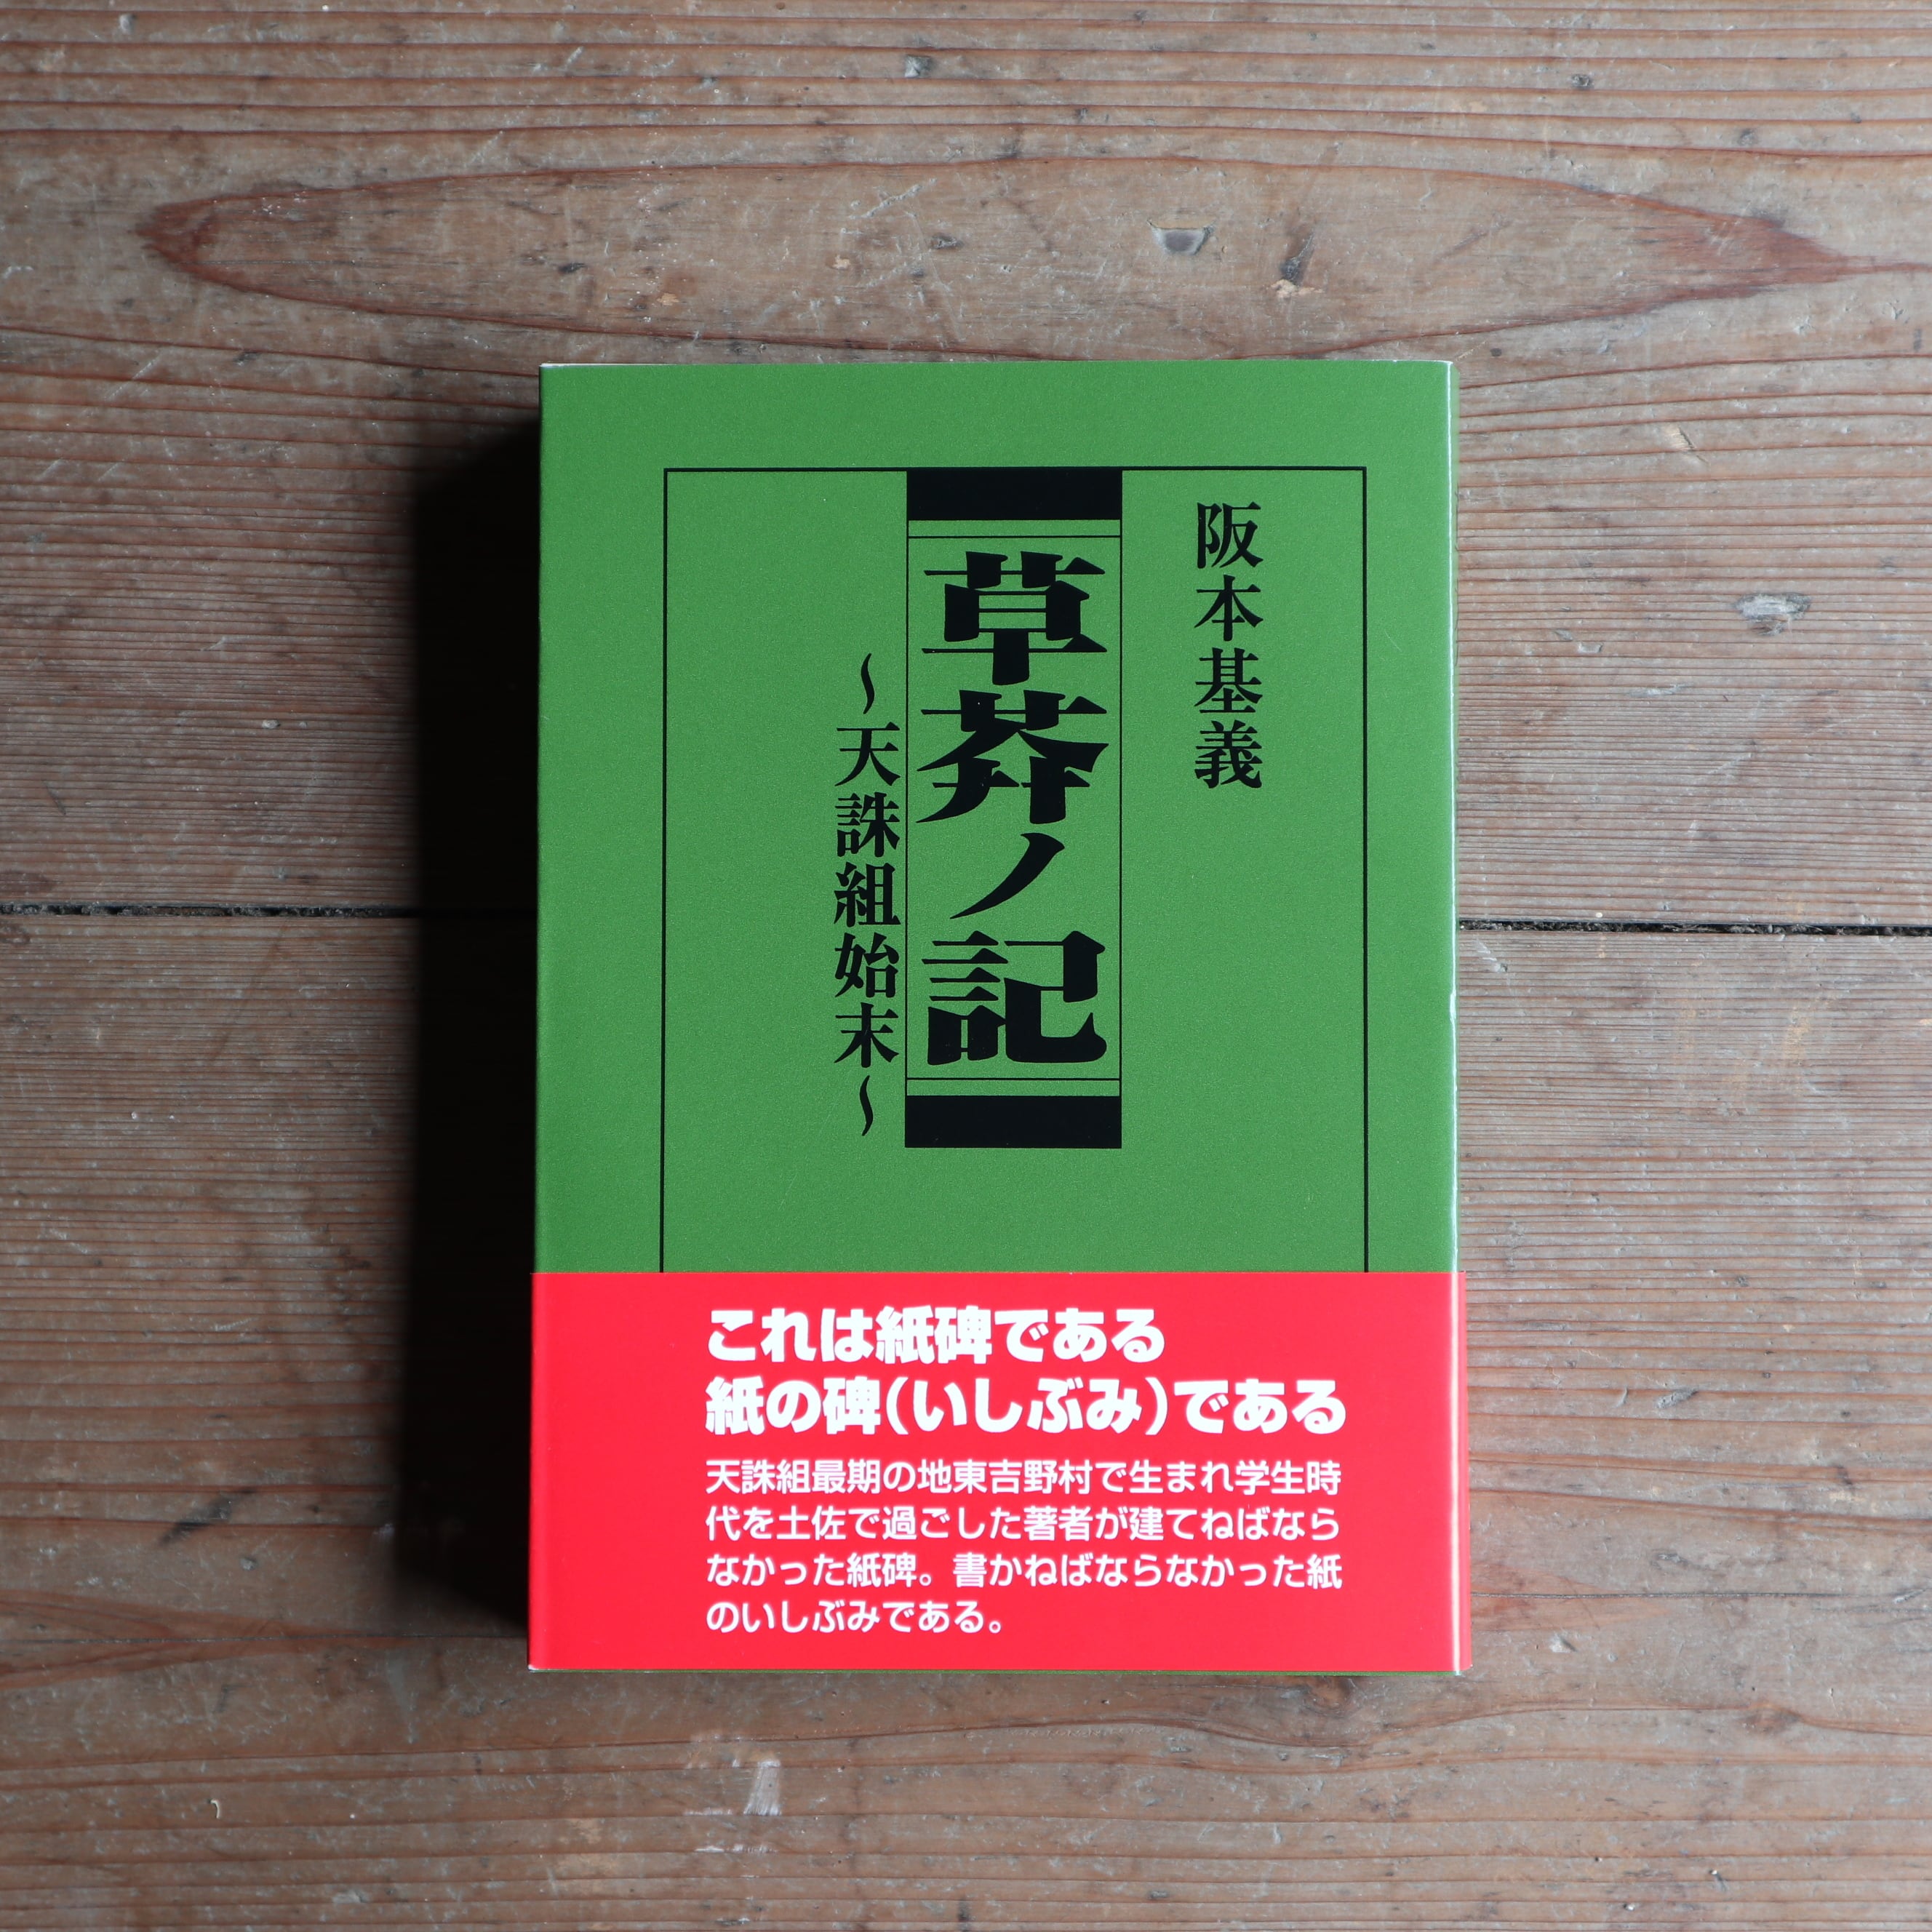 阪本基義
草莽ノ記
～天誅組始末～
これは紙碑である
紙の碑（いしぶみ）である
天誅組最期の地東吉野村で生まれ学生時
代を土佐で過ごした著者が建てねばなら
なかった紙碑。書かねばならなかった紙
のいしぶみである。